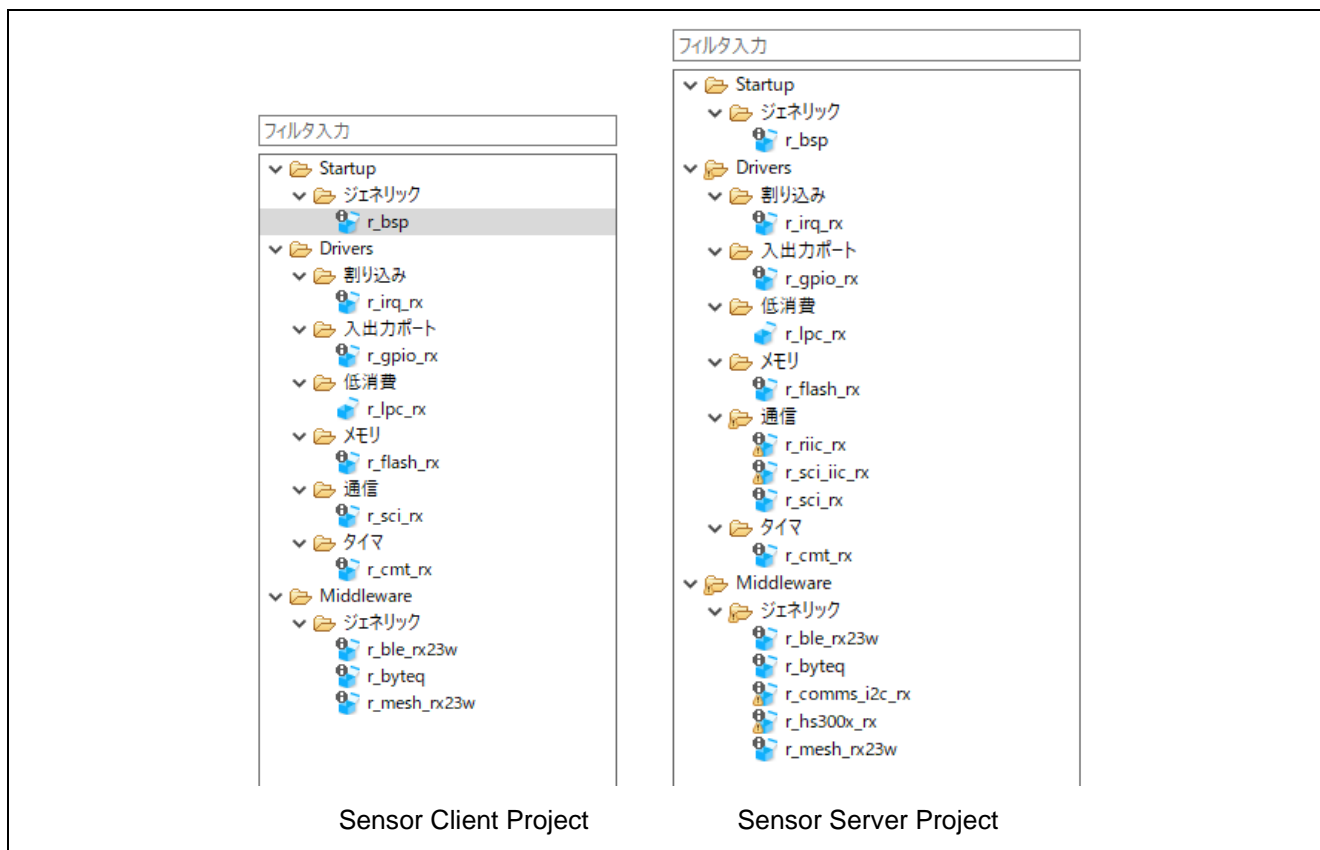 フィルタ入力
Startup
ジェネリック
r_bsp
Drivers
割り込み
r_irq_rx
入出力ポート
r_gpio_rx
低消費
r_lpc_rx
メモリ
r_flash_rx
通信
r_sci_rx
タイマ
r_cmt_rx
Middleware
ジェネリック
r_ble_rx23w
r_byteq
r_mesh_rx23w
Sensor Client Project
フィルタ入力
Startup
ジェネリック
r_bsp
Drivers
割り込み
r_irq_rx
入出力ポート
r_gpio_rx
低消費
r_lpc_rx
メモリ
r_flash_rx
通信
r_riic_rx
r_sci_iic_rx
r_sci_rx
タイマ
r_cmt_rx
Middleware
ジェネリック
r_ble_rx23w
r_byteq
r_comms_i2c_rx
r_hs300x_rx
r_mesh_rx23w
Sensor Server Project